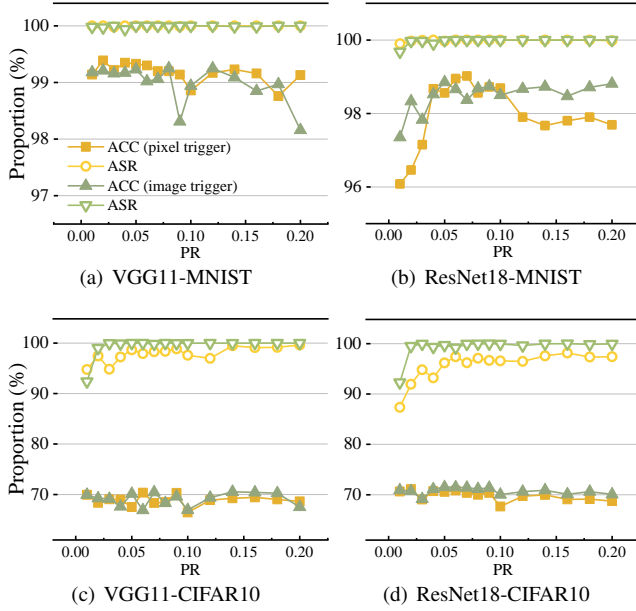 Proportion (%)
100
99
98
97
ACC (pixel trigger)
ASR
ACC (image trigger)
ASR
0.00 0.05 0.10 0.15 0.20
PR
(a) VGG11-MNIST
100
98
96
0.00 0.05 0.10 0.15 0.20
PR
(b) ResNet18-MNIST
Proportion (%)
100
90
80
70
0.00 0.05 0.10 0.15 0.20
PR
(c) VGG11-CIFAR10
100
90
80
70
0.00 0.05 0.10 0.15 0.20
PR
(d) ResNet18-CIFAR10